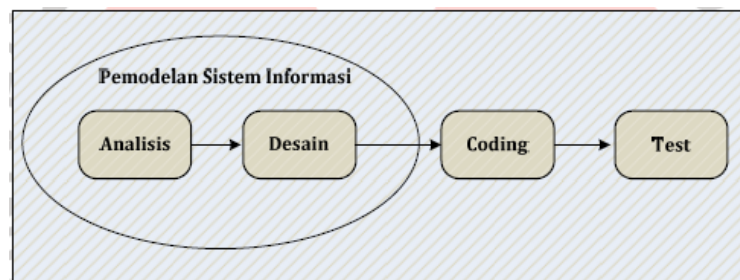 Pemodelan Sistem Informasi
Analisis
Desain
Coding
Test